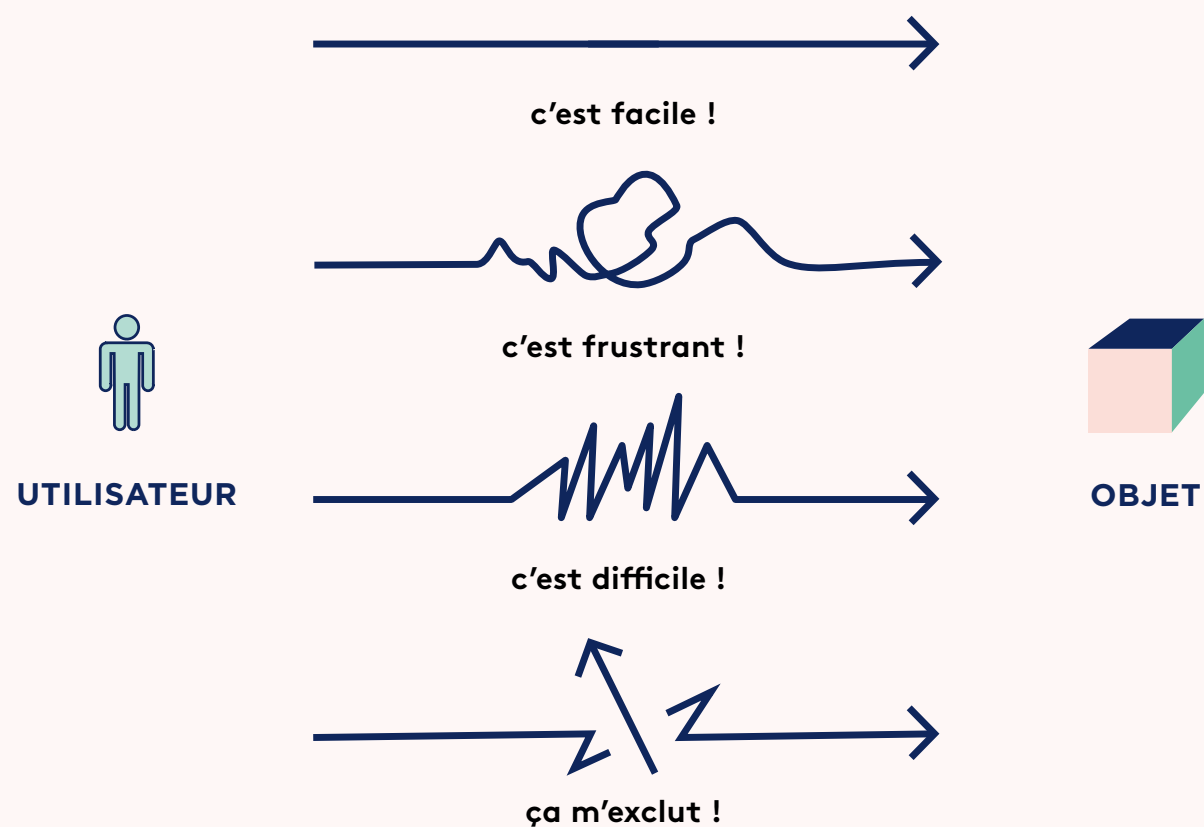 c’est facile !
c’est frustrant !
UTILISATEUR
OBJET
c’est difficile !
ça m’exclut !